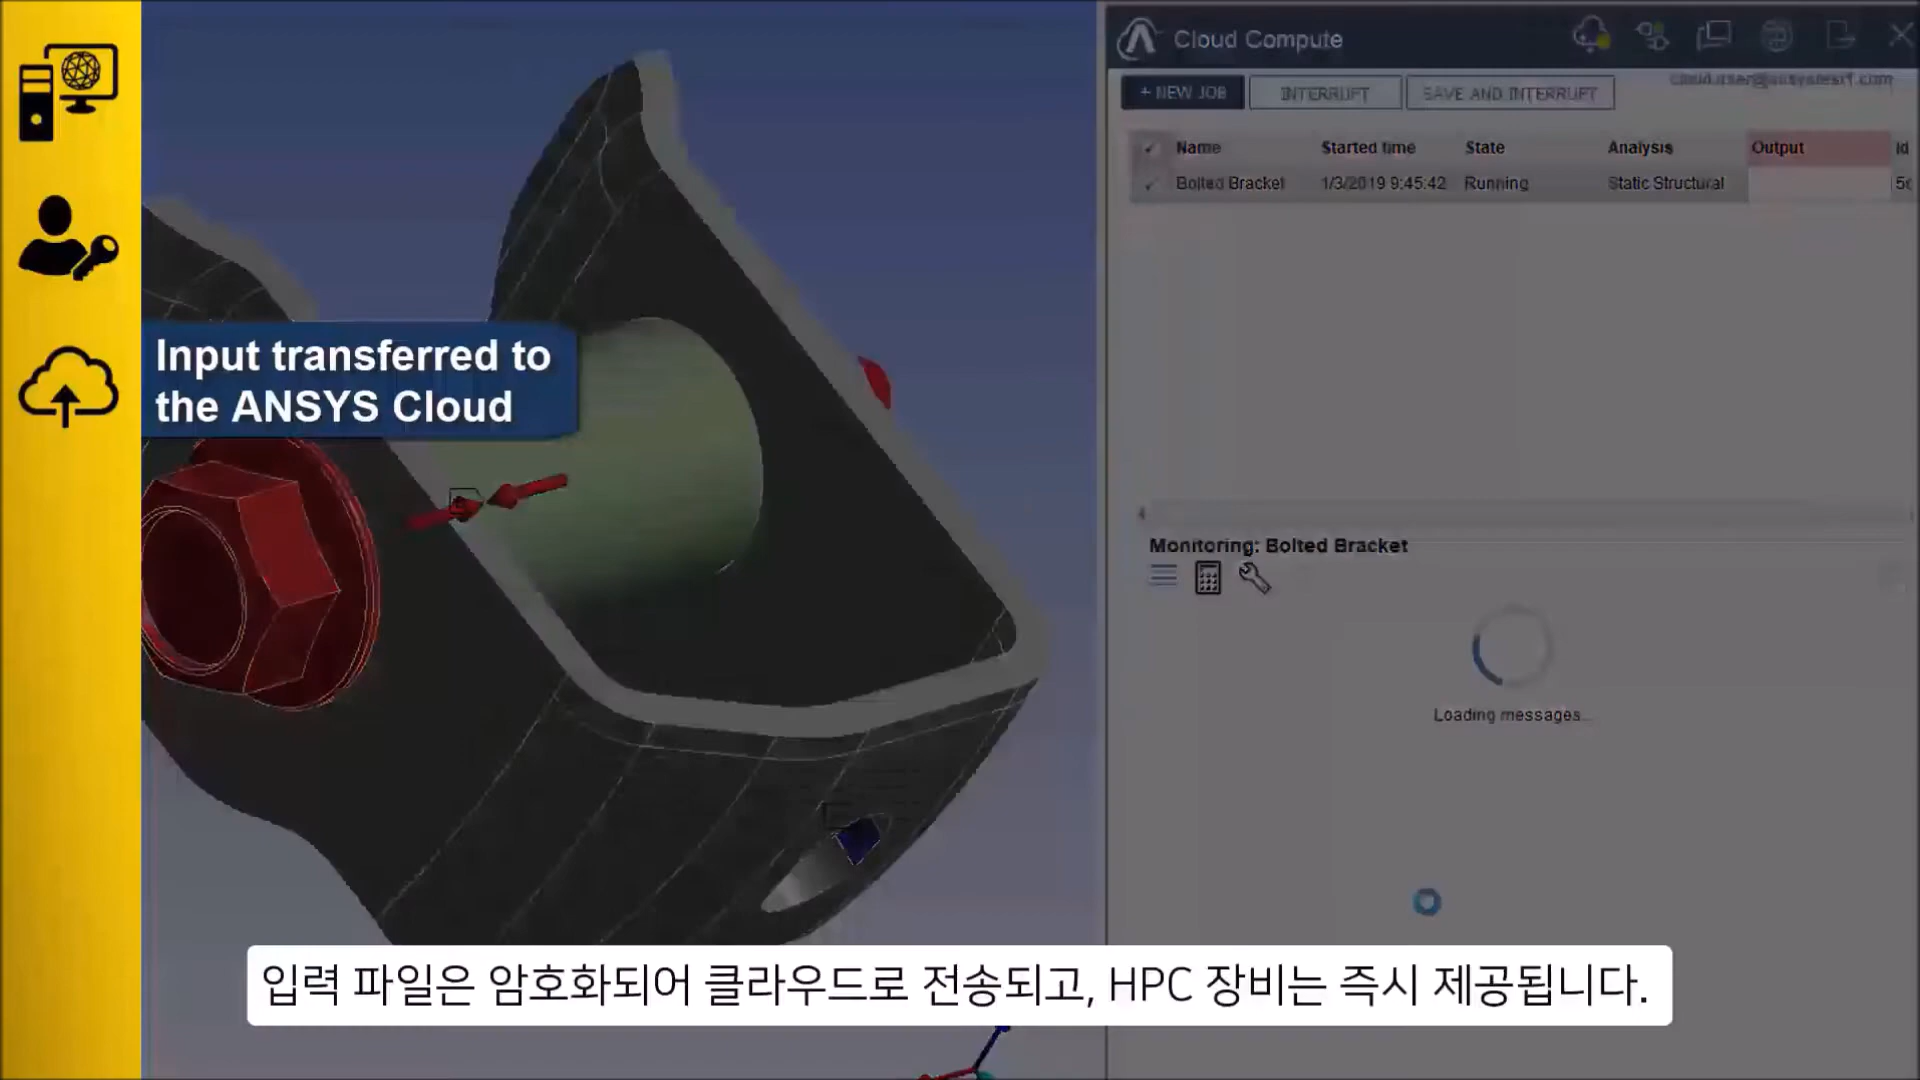 Input transferred to
the ANSYS Cloud
Cloud Compute
+ NEW JOB INTERRUPT SAVE AND INTERRUPT
Name Started time State Analysis Output Id
Bolted Bracket 1/3/2019 9:45:42 Running Static Structural
Monitoring: Bolted Bracket
Loading messages...
입력 파일은 암호화되어 클라우드로 전송되고, HPC 장비는 즉시 제공됩니다.